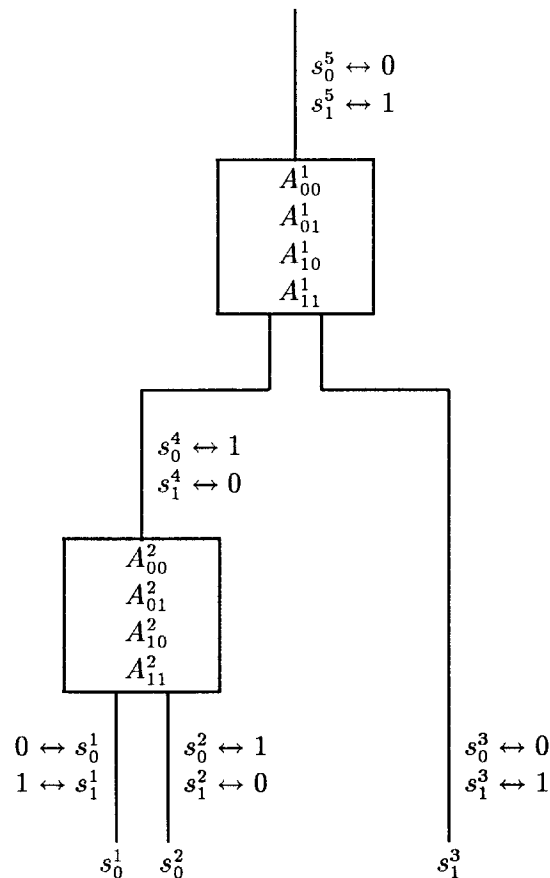 s_0^5 ↔ 0
s_1^5 ↔ 1
A_{00}^1
A_{01}^1
A_{10}^1
A_{11}^1
s_0^4 ↔ 1
s_1^4 ↔ 0
A_{00}^2
A_{01}^2
A_{10}^2
A_{11}^2
0 ↔ s_0^1 s_0^2 ↔ 1 s_0^3 ↔ 0
1 ↔ s_1^1 s_1^2 ↔ 0 s_1^3 ↔ 1
s_0^1 s_0^2 s_1^3